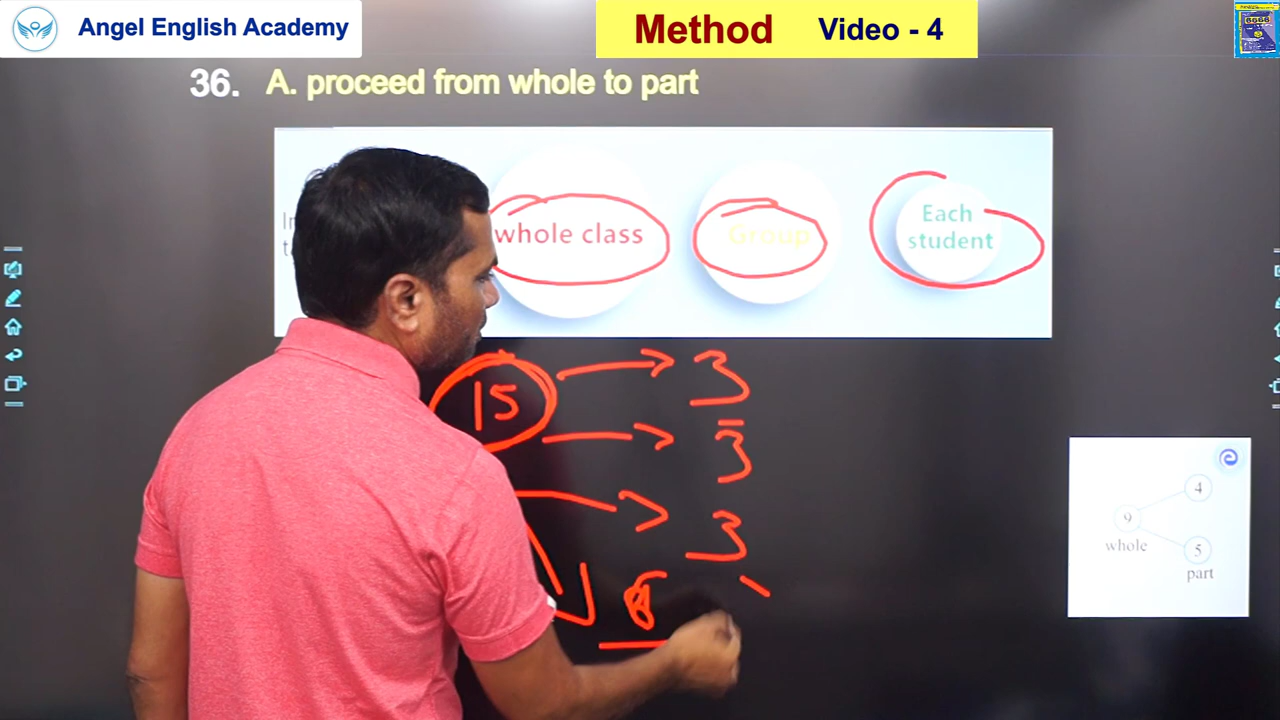 Angel English Academy
Method Video - 4
36. A. proceed from whole to part
whole class
Group
Each
student
15
3
3
3
6666
4
9
whole
5
part